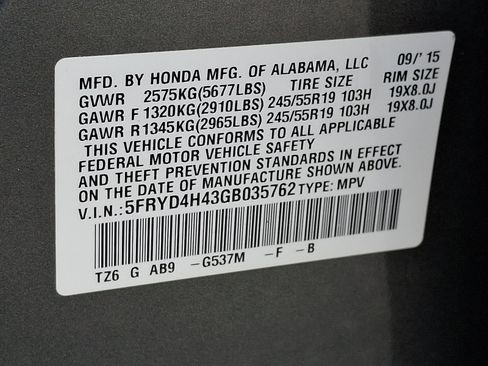 MFD. BY HONDA MFG. OF ALABAMA, LLC 09/'15
GVWR 2575KG(5677LBS) TIRE SIZE RIM SIZE
GAWR F 1320KG(2910LBS) 245/55R19 103H 19X8.0J
GAWR R 1345KG(2965LBS) 245/55R19 103H 19X8.0J
THIS VEHICLE CONFORMS TO ALL APPLICABLE
FEDERAL MOTOR VEHICLE SAFETY
AND THEFT PREVENTION STANDARDS IN EFFECT
ON THE DATE OF MANUFACTURE SHOWN ABOVE.
V.I.N.: 5FRYD4H43GB035762 TYPE: MPV
TZ6 G AB9 -G537M -F -B